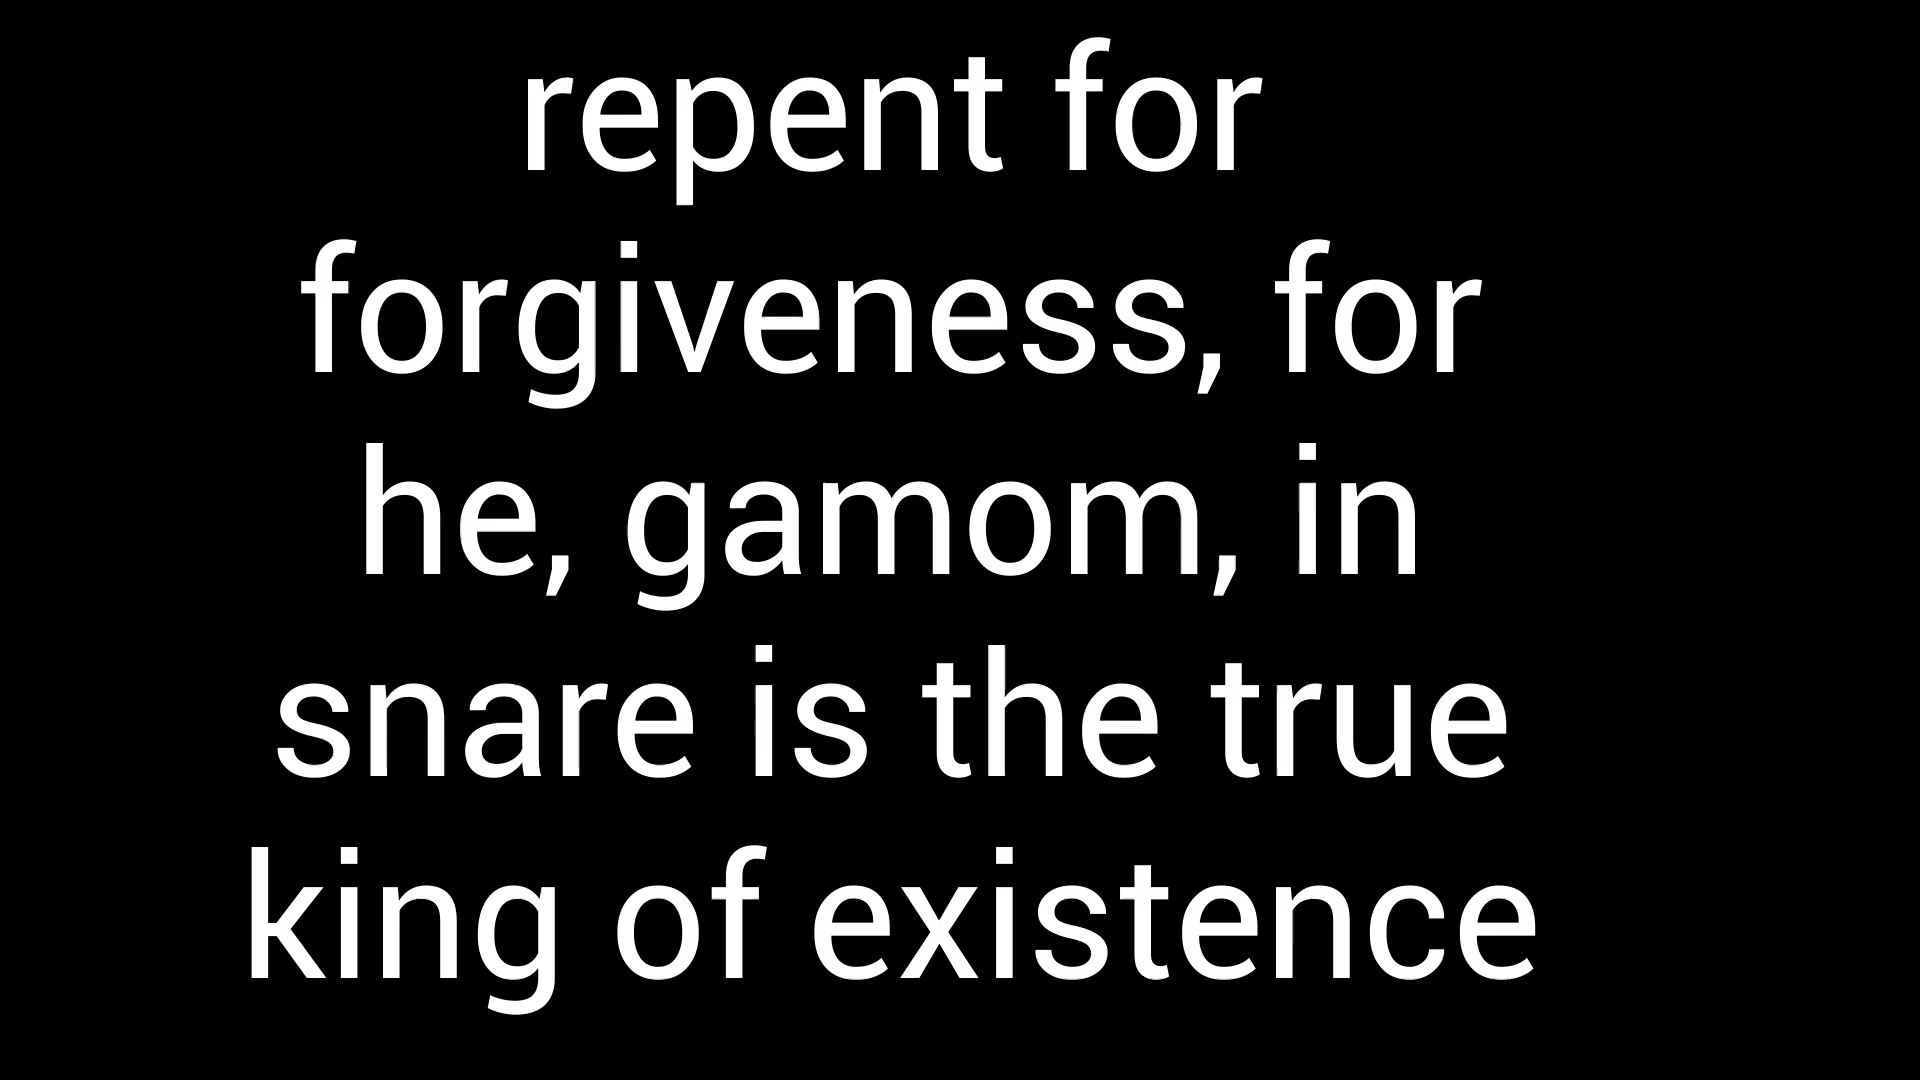 repent for
forgiveness, for
he, gamom, in
snare is the true
king of existence